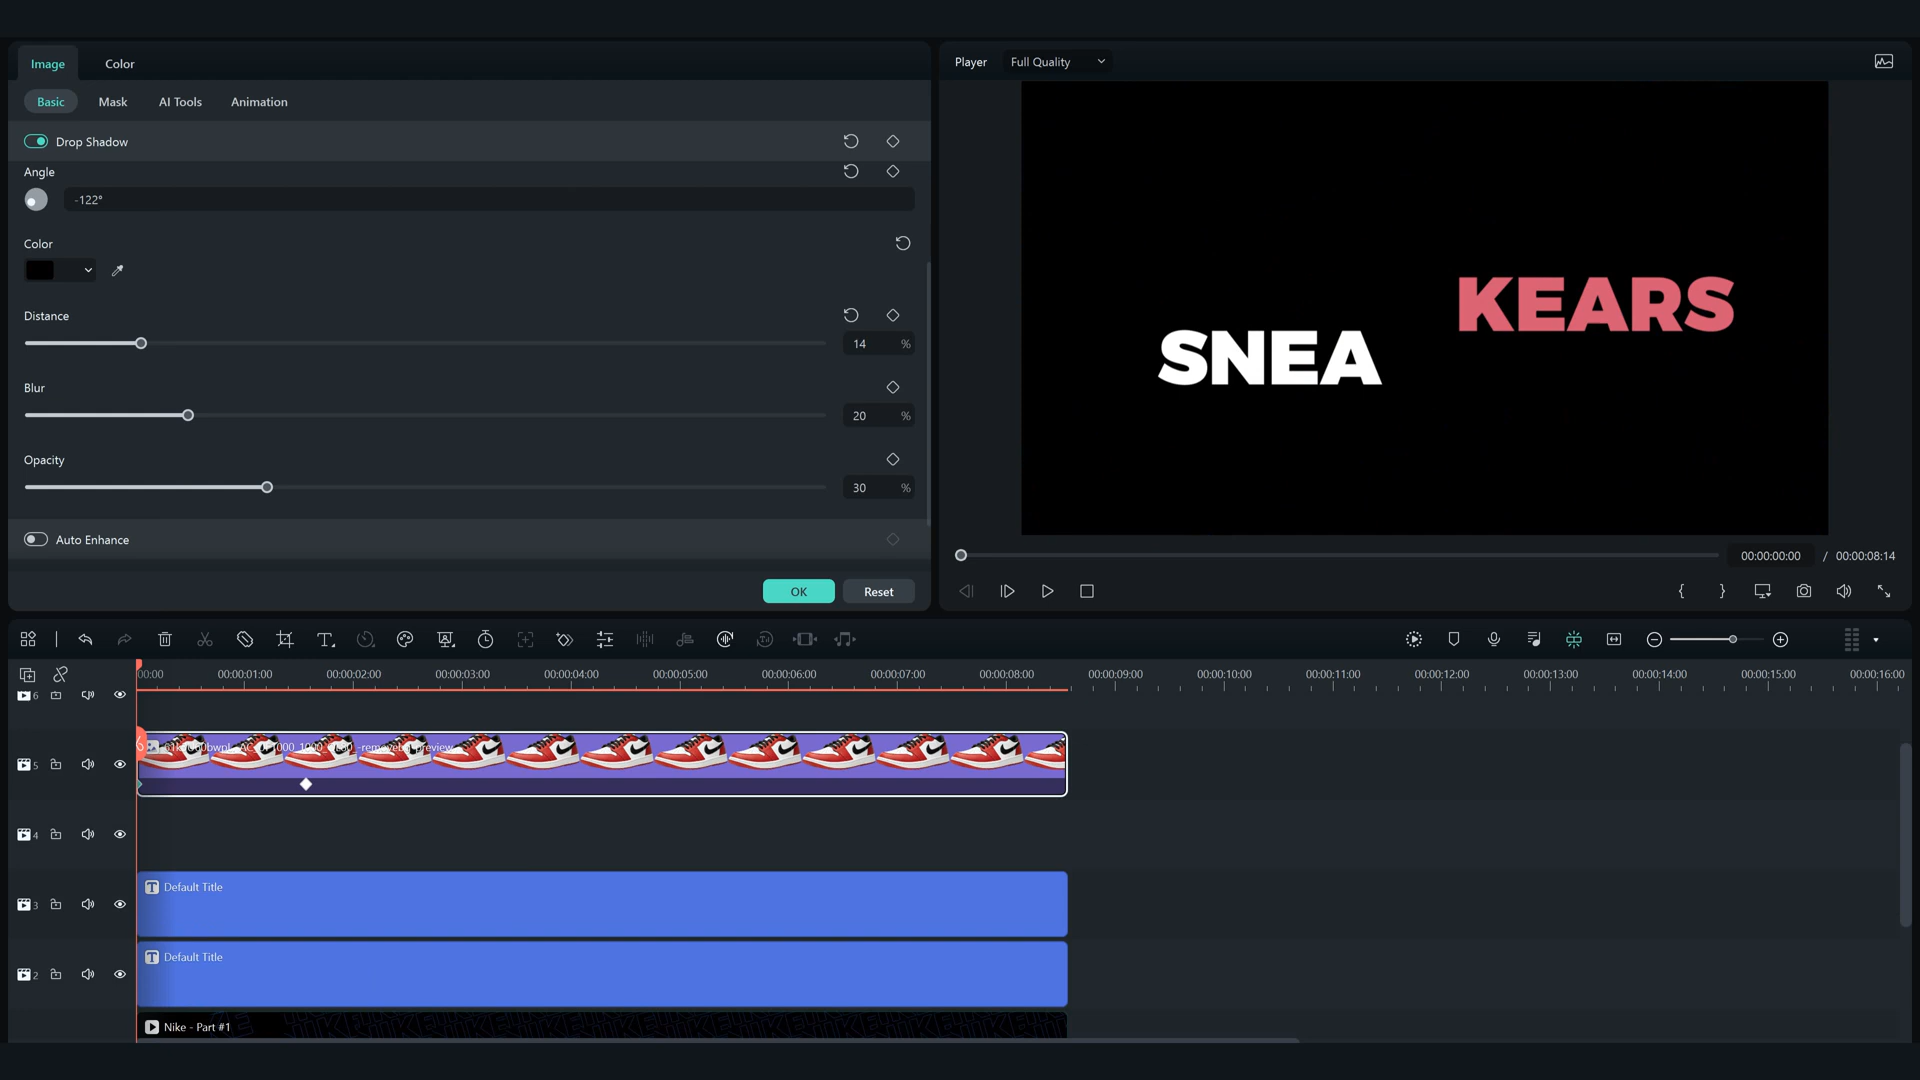 Image
Color
Basic
Mask
AI Tools
Animation
Drop Shadow
Angle
-122°
Color
Distance
14 %
Blur
20 %
Opacity
30 %
Auto Enhance
OK
Reset
Player
Full Quality
KEARS
SNEA
00:00:00:00 / 00:00:08:14
00:00
00:00:01:00
00:00:02:00
00:00:03:00
00:00:04:00
00:00:05:00
00:00:06:00
00:00:07:00
00:00:08:00
00:00:09:00
00:00:10:00
00:00:11:00
00:00:12:00
00:00:13:00
00:00:14:00
00:00:15:00
00:00:16:00
6
5
4
3
Default Title
2
Default Title
Nike - Part #1